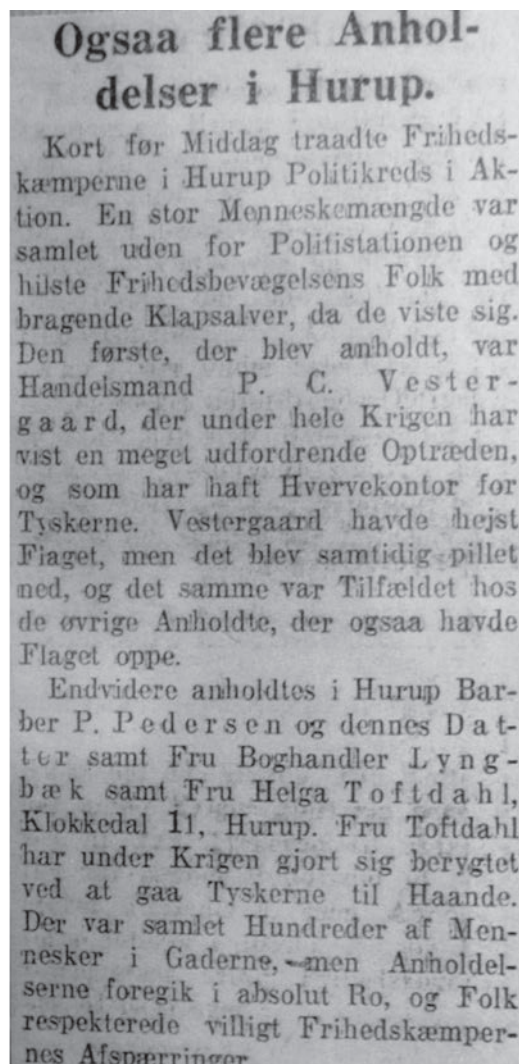 Ogsaa flere Anhol-
delser i Hurup.
Kort før Middag traadte Friheds-
kæmperne i Hurup Politikreds i Ak-
tion. En stor Menneskemængde var
samlet uden for Politistationen og
hilste Frihedsbevægelsens Folk med
bragende Klapsalver, da de viste sig.
Den første, der blev anholdt, var
Handelsmand P. C. Vester-
gaard, der under hele Krigen har
vist en meget udfordrende Optræden,
og som har haft Hvervekontor for
Tyskerne. Vestergaard havde hejst
Flaget, men det blev samtidig pillet
ned, og det samme var Tilfældet hos
de øvrige Anholdte, der ogsaa havde
Flaget oppe.
Endvidere anholdtes i Hurup Bar-
ber P. Pedersen og dennes Dat-
ter samt Fru Boghandler Lyng-
bæk samt Fru Helga Toftdahl,
Klokkedal 11, Hurup. Fru Toftdahl
har under Krigen gjort sig berygtet
ved at gaa Tyskerne til Haande.
Der var samlet Hundreder af Men-
nesker i Gaderne, men Anholdel-
serne foregik i absolut Ro, og Folk
respekterede villigt Frihedskæmper-
nes Afspærringer